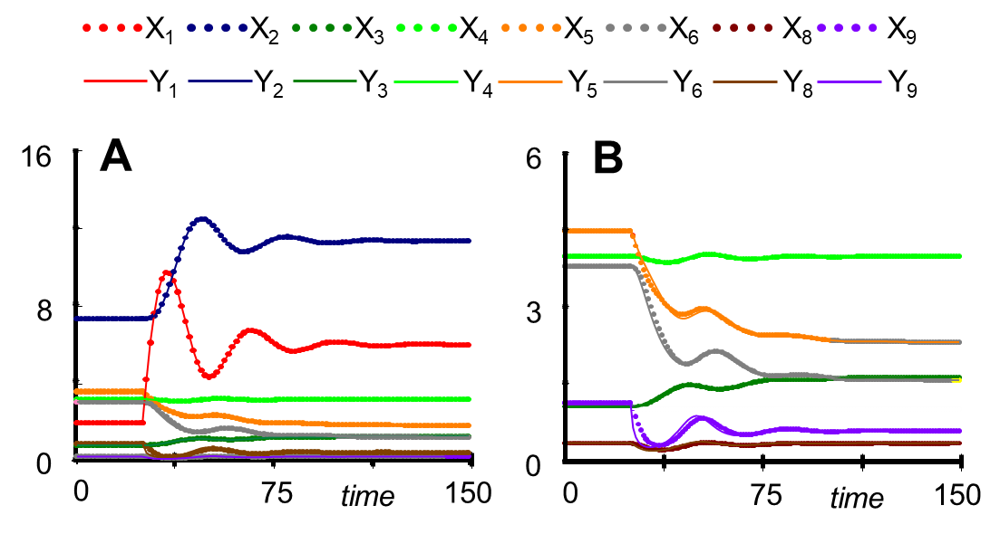 X₁ X₂ X₃ X₄ X₅ X₆ X₈ X₉
Y₁ Y₂ Y₃ Y₄ Y₅ Y₆ Y₈ Y₉
A
16
8
0
0 75 time 150
B
6
3
0
0 75 time 150